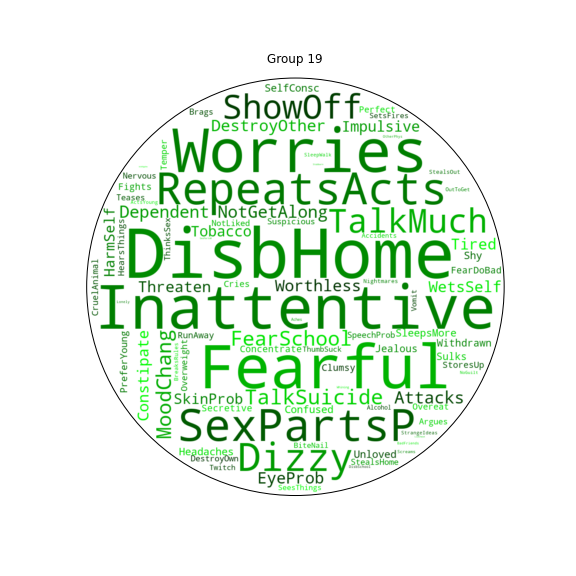 Group 19
SelfConsc
ShowOff
Brags
Perfect
SetsFires
DestroyOther
Impulsive
Worries
Temper
SleepWalk
StealsOut
Nervous
RepeatsActs
Fights
OutToGet
Teases
Dependent
NotGetAlong
TalkMuch
NotLiked
Suspicious
Tobacco
Accidents
Tired
HarmSelf
HearsThings
ThinksSex
DisbHome
Shy
FearDoBad
CruelAnimal
Threaten
Cries
Worthless
Nightmares
WetsSelf
Inattentive
Vomit
RunAway
FearSchool
SpeechProb
SleepsMore
Withdrawn
Concentrate
ThumbSuck
Jealous
Sulks
StoresUp
PreferYoung
Constipate
MoodChang
Overweight
Fearful
Clumsy
SkinProb
TalkSuicide
Attacks
Secretive
Confused
Alcohol
Overeat
SexPartsP
Argues
StrangeIdeas
BiteNail
Headaches
Dizzy
Unloved
Screams
DestroyOwn
StealsHome
Twitch
EyeProb
SeesThings